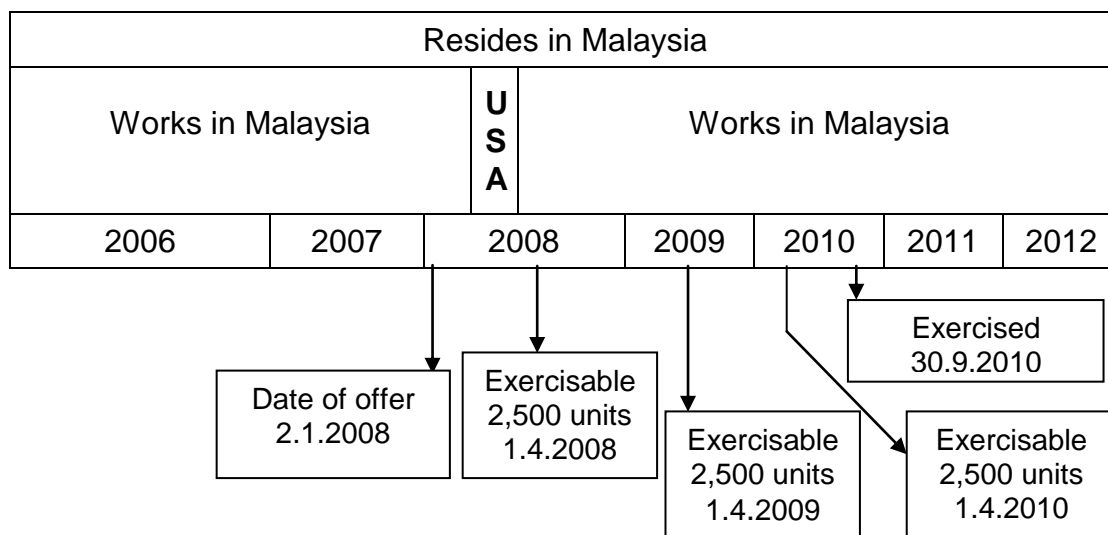 Resides in Malaysia
Works in Malaysia
U
S
A
Works in Malaysia
2006 2007 2008 2009 2010 2011 2012
Exercised
30.9.2010
Date of offer
2.1.2008
Exercisable
2,500 units
1.4.2008
Exercisable
2,500 units
1.4.2009
Exercisable
2,500 units
1.4.2010